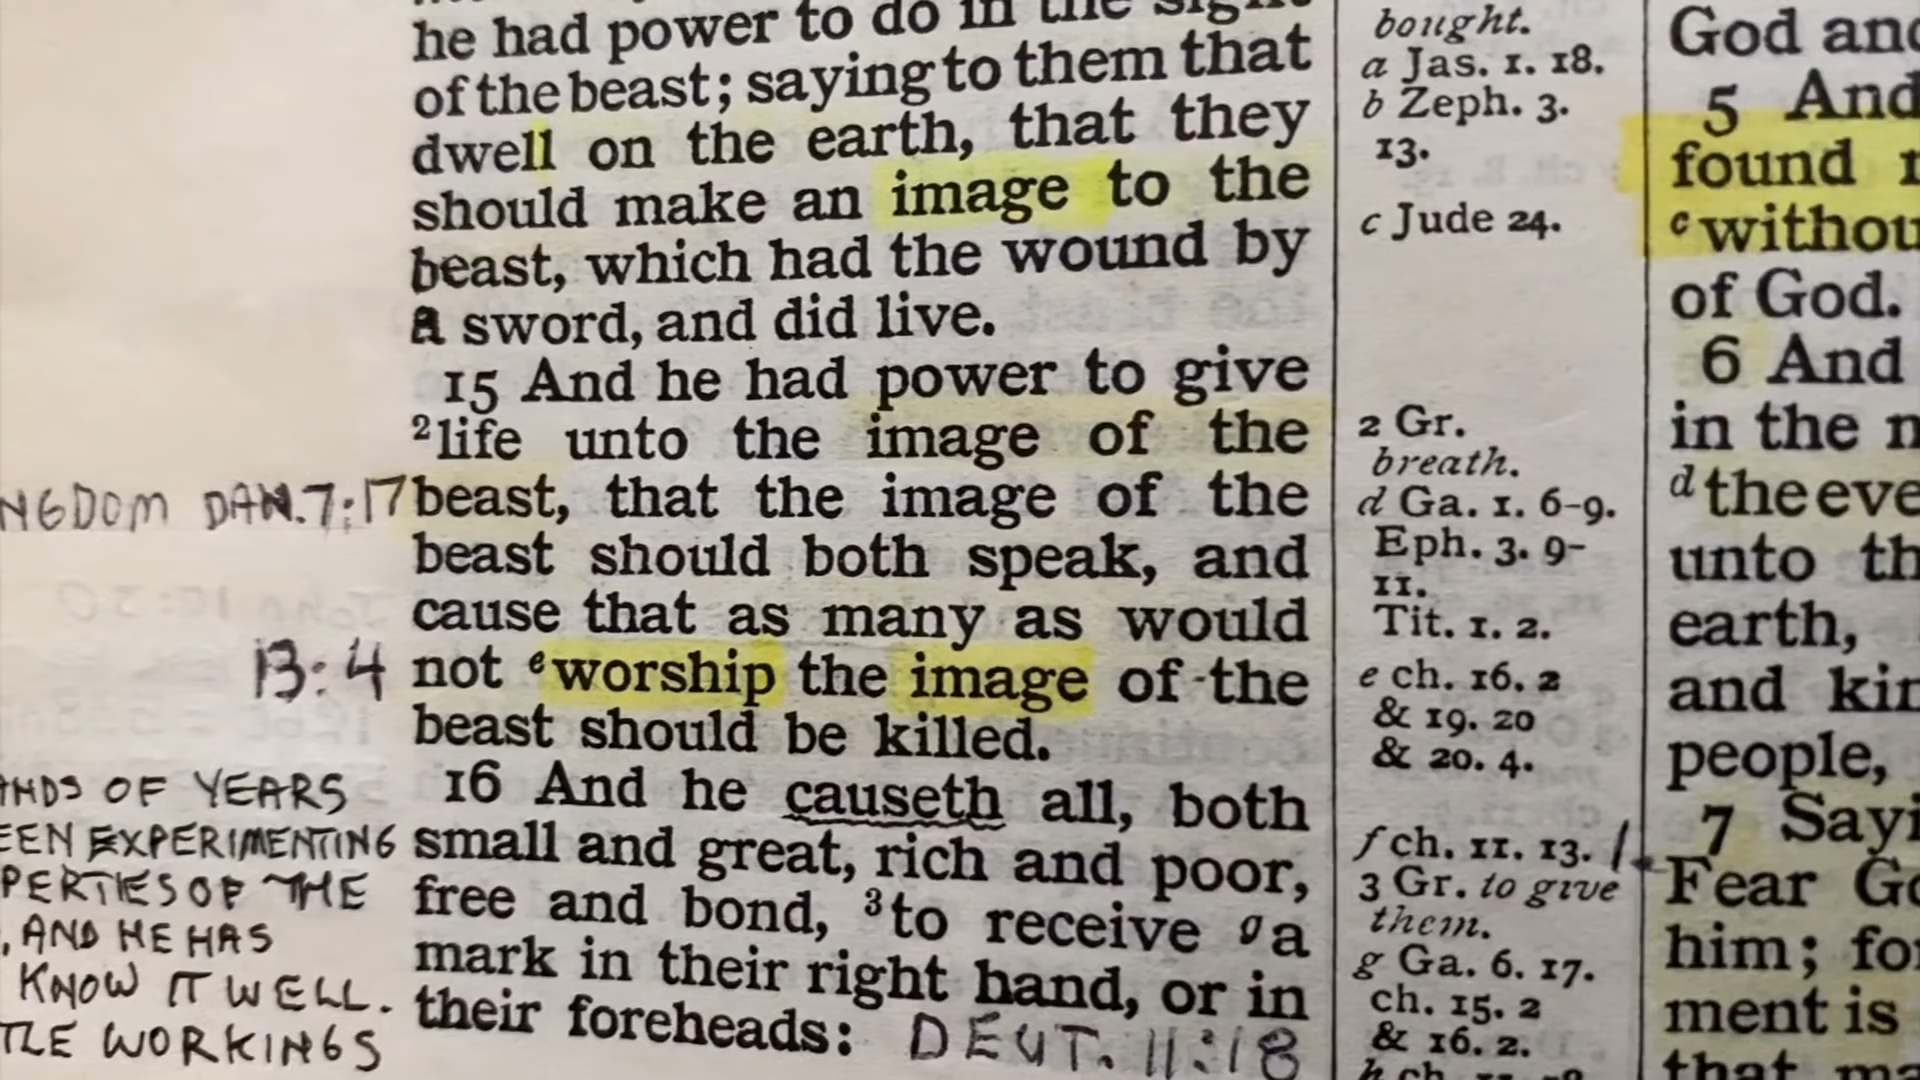 he had power to do in the sight
of the beast; saying to them that
dwell on the earth, that they
should make an image to the
beast, which had the wound by
a sword, and did live.
15 And he had power to give
²life unto the image of the
beast, that the image of the
beast should both speak, and
cause that as many as would
not ᵉworship the image of the
beast should be killed.
16 And he causeth all, both
small and great, rich and poor,
free and bond, ³to receive ᵍa
mark in their right hand, or in
their foreheads: DEUT. 11:18
NGDOM DAN. 7:17
13:4
ANDS OF YEARS
EEN EXPERIMENTING
PERTIES OF THE
, AND HE HAS
KNOW IT WELL.
TLE WORKINGS
bought.
a Jas. 1. 18.
b Zeph. 3.
13.
c Jude 24.
2 Gr.
breath.
d Ga. 1. 6-9.
Eph. 3. 9-
11.
Tit. 1. 2.
e ch. 16. 2
& 19. 20
& 20. 4.
f ch. 11. 13.
3 Gr. to give
them.
g Ga. 6. 17.
ch. 15. 2
& 16. 2.
God and
5 And
found
ᶜwithou
of God.
6 And
in the
ᵈthe eve
unto th
earth,
and kin
people,
7 Sayi
Fear Go
him; for
ment is
that ma